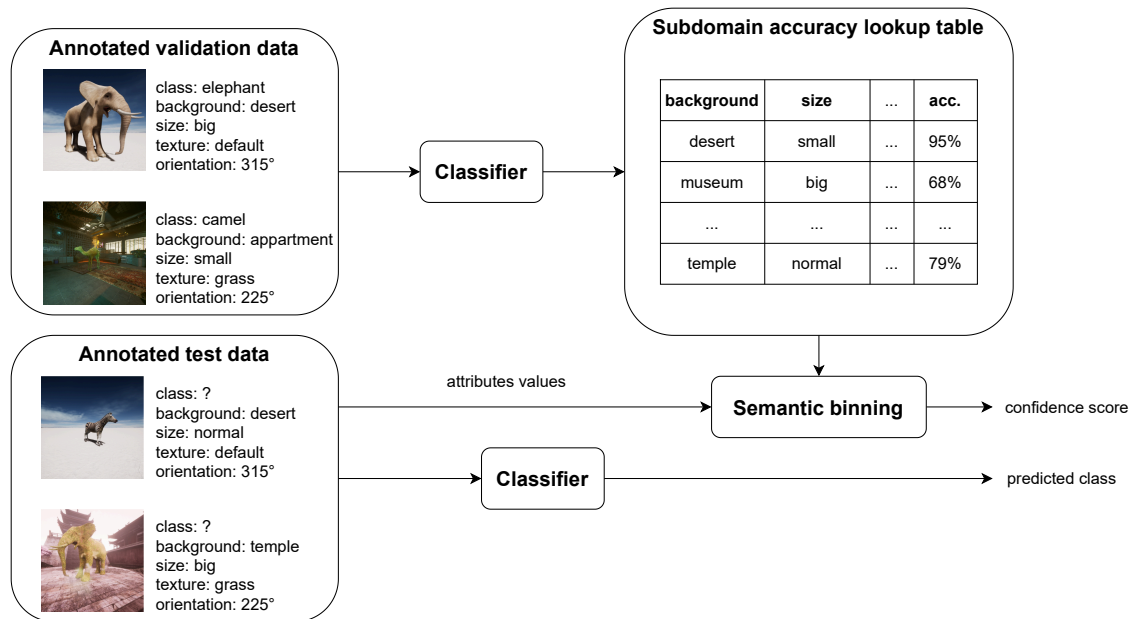 Annotated validation data
class: elephant
background: desert
size: big
texture: default
orientation: 315°
class: camel
background: appartment
size: small
texture: grass
orientation: 225°
Classifier
Subdomain accuracy lookup table
background size ... acc.
desert small ... 95%
museum big ... 68%
... ... ... ...
temple normal ... 79%
Annotated test data
class: ?
background: desert
size: normal
texture: default
orientation: 315°
class: ?
background: temple
size: big
texture: grass
orientation: 225°
attributes values
Semantic binning
confidence score
Classifier
predicted class